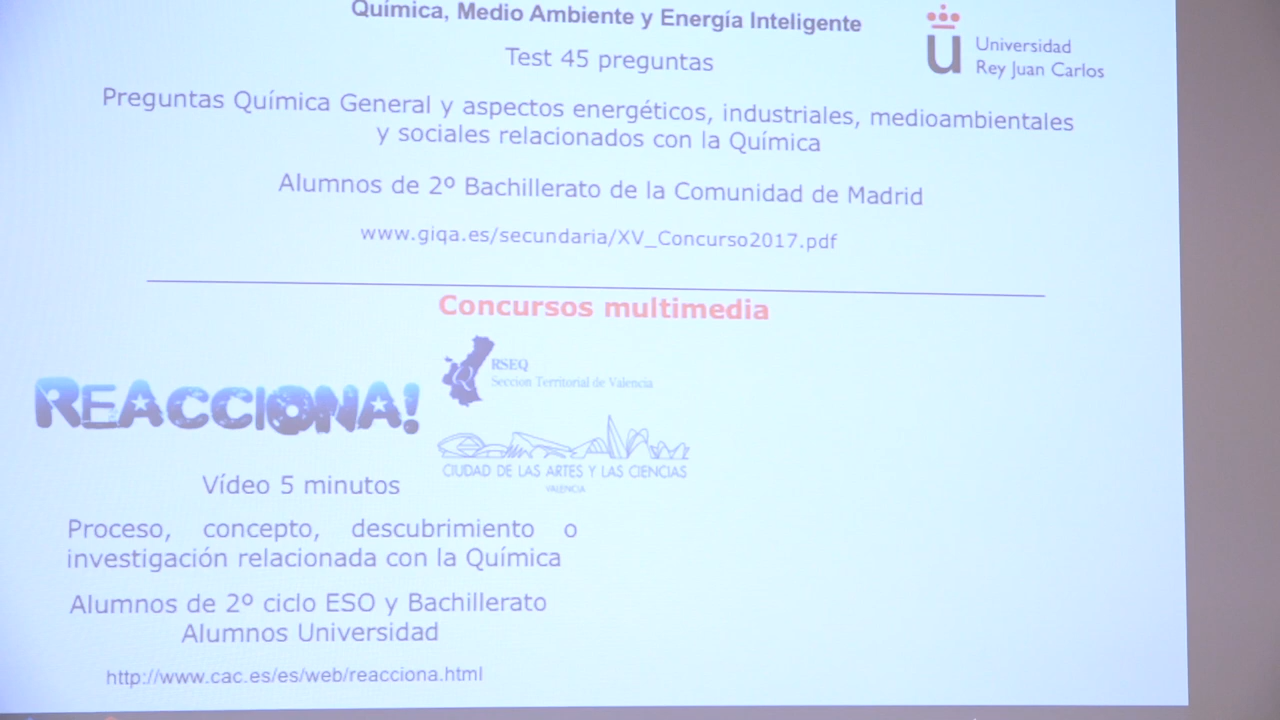 Química, Medio Ambiente y Energía Inteligente
Universidad
Rey Juan Carlos
Test 45 preguntas
Preguntas Química General y aspectos energéticos, industriales, medioambientales
y sociales relacionados con la Química
Alumnos de 2º Bachillerato de la Comunidad de Madrid
www.giqa.es/secundaria/XV_Concurso2017.pdf
Concursos multimedia
RSEQ
Seccion Territorial de Valencia
REACCIONA!
CIUDAD DE LAS ARTES Y LAS CIENCIAS
VALENCIA
Vídeo 5 minutos
Proceso, concepto, descubrimiento o
investigación relacionada con la Química
Alumnos de 2º ciclo ESO y Bachillerato
Alumnos Universidad
http://www.cac.es/es/web/reacciona.html